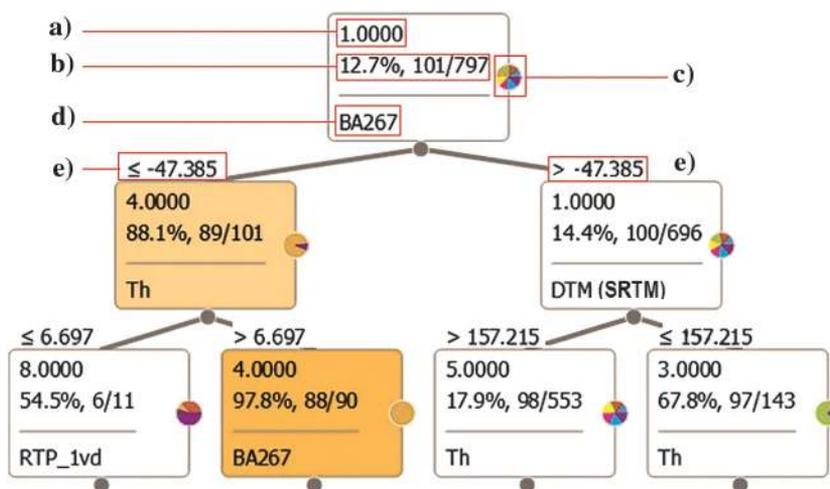 a)
1.0000
b)
12.7%, 101/797
c)
d)
BA267
e)
≤ -47.385
> -47.385
e)
4.0000
88.1%, 89/101
Th
1.0000
14.4%, 100/696
DTM (SRTM)
≤ 6.697
> 6.697
> 157.215
≤ 157.215
8.0000
54.5%, 6/11
RTP_1vd
4.0000
97.8%, 88/90
BA267
5.0000
17.9%, 98/553
Th
3.0000
67.8%, 97/143
Th